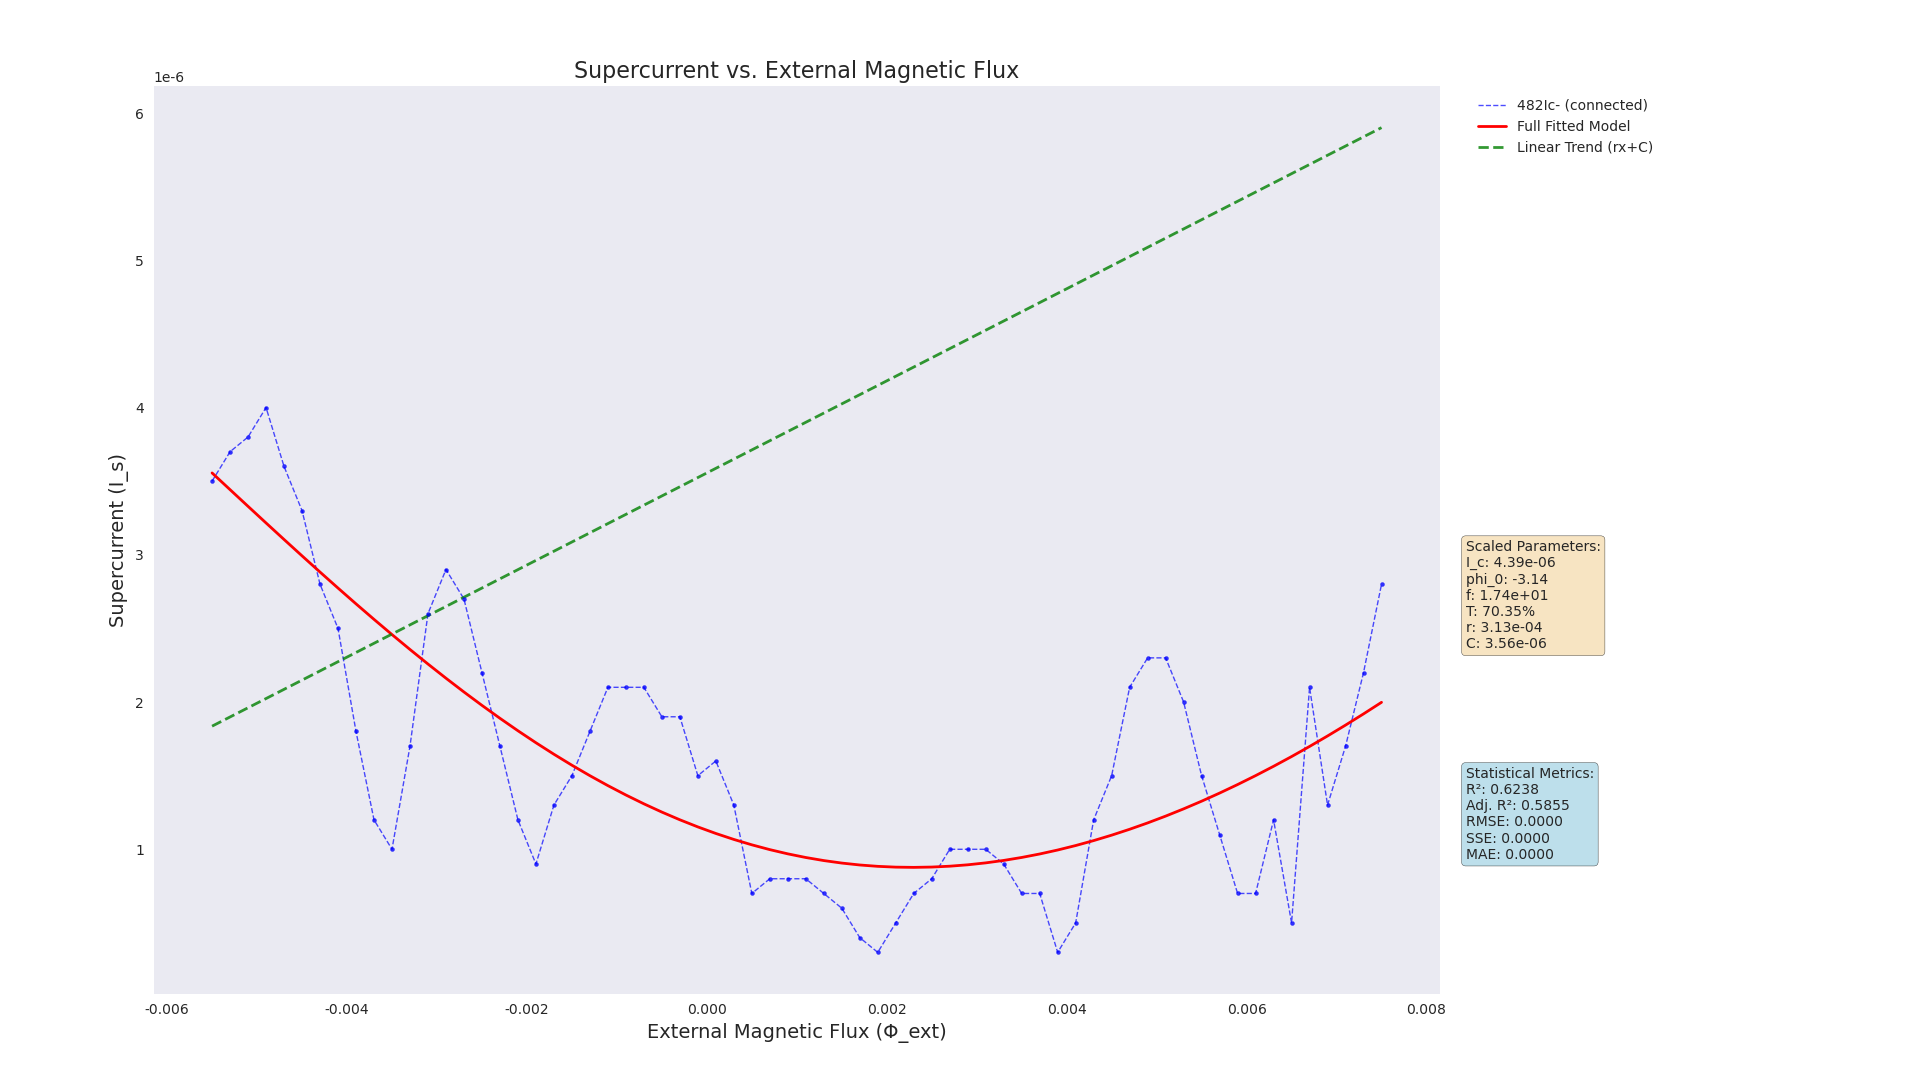 Supercurrent vs. External Magnetic Flux
1e-6
6
5
4
3
2
1
Supercurrent (I_s)
-0.006
-0.004
-0.002
0.000
0.002
0.004
0.006
0.008
External Magnetic Flux (Φ_ext)
482Ic- (connected)
Full Fitted Model
Linear Trend (rx+C)
Scaled Parameters:
I_c: 4.39e-06
phi_0: -3.14
f: 1.74e+01
T: 70.35%
r: 3.13e-04
C: 3.56e-06
Statistical Metrics:
R²: 0.6238
Adj. R²: 0.5855
RMSE: 0.0000
SSE: 0.0000
MAE: 0.0000